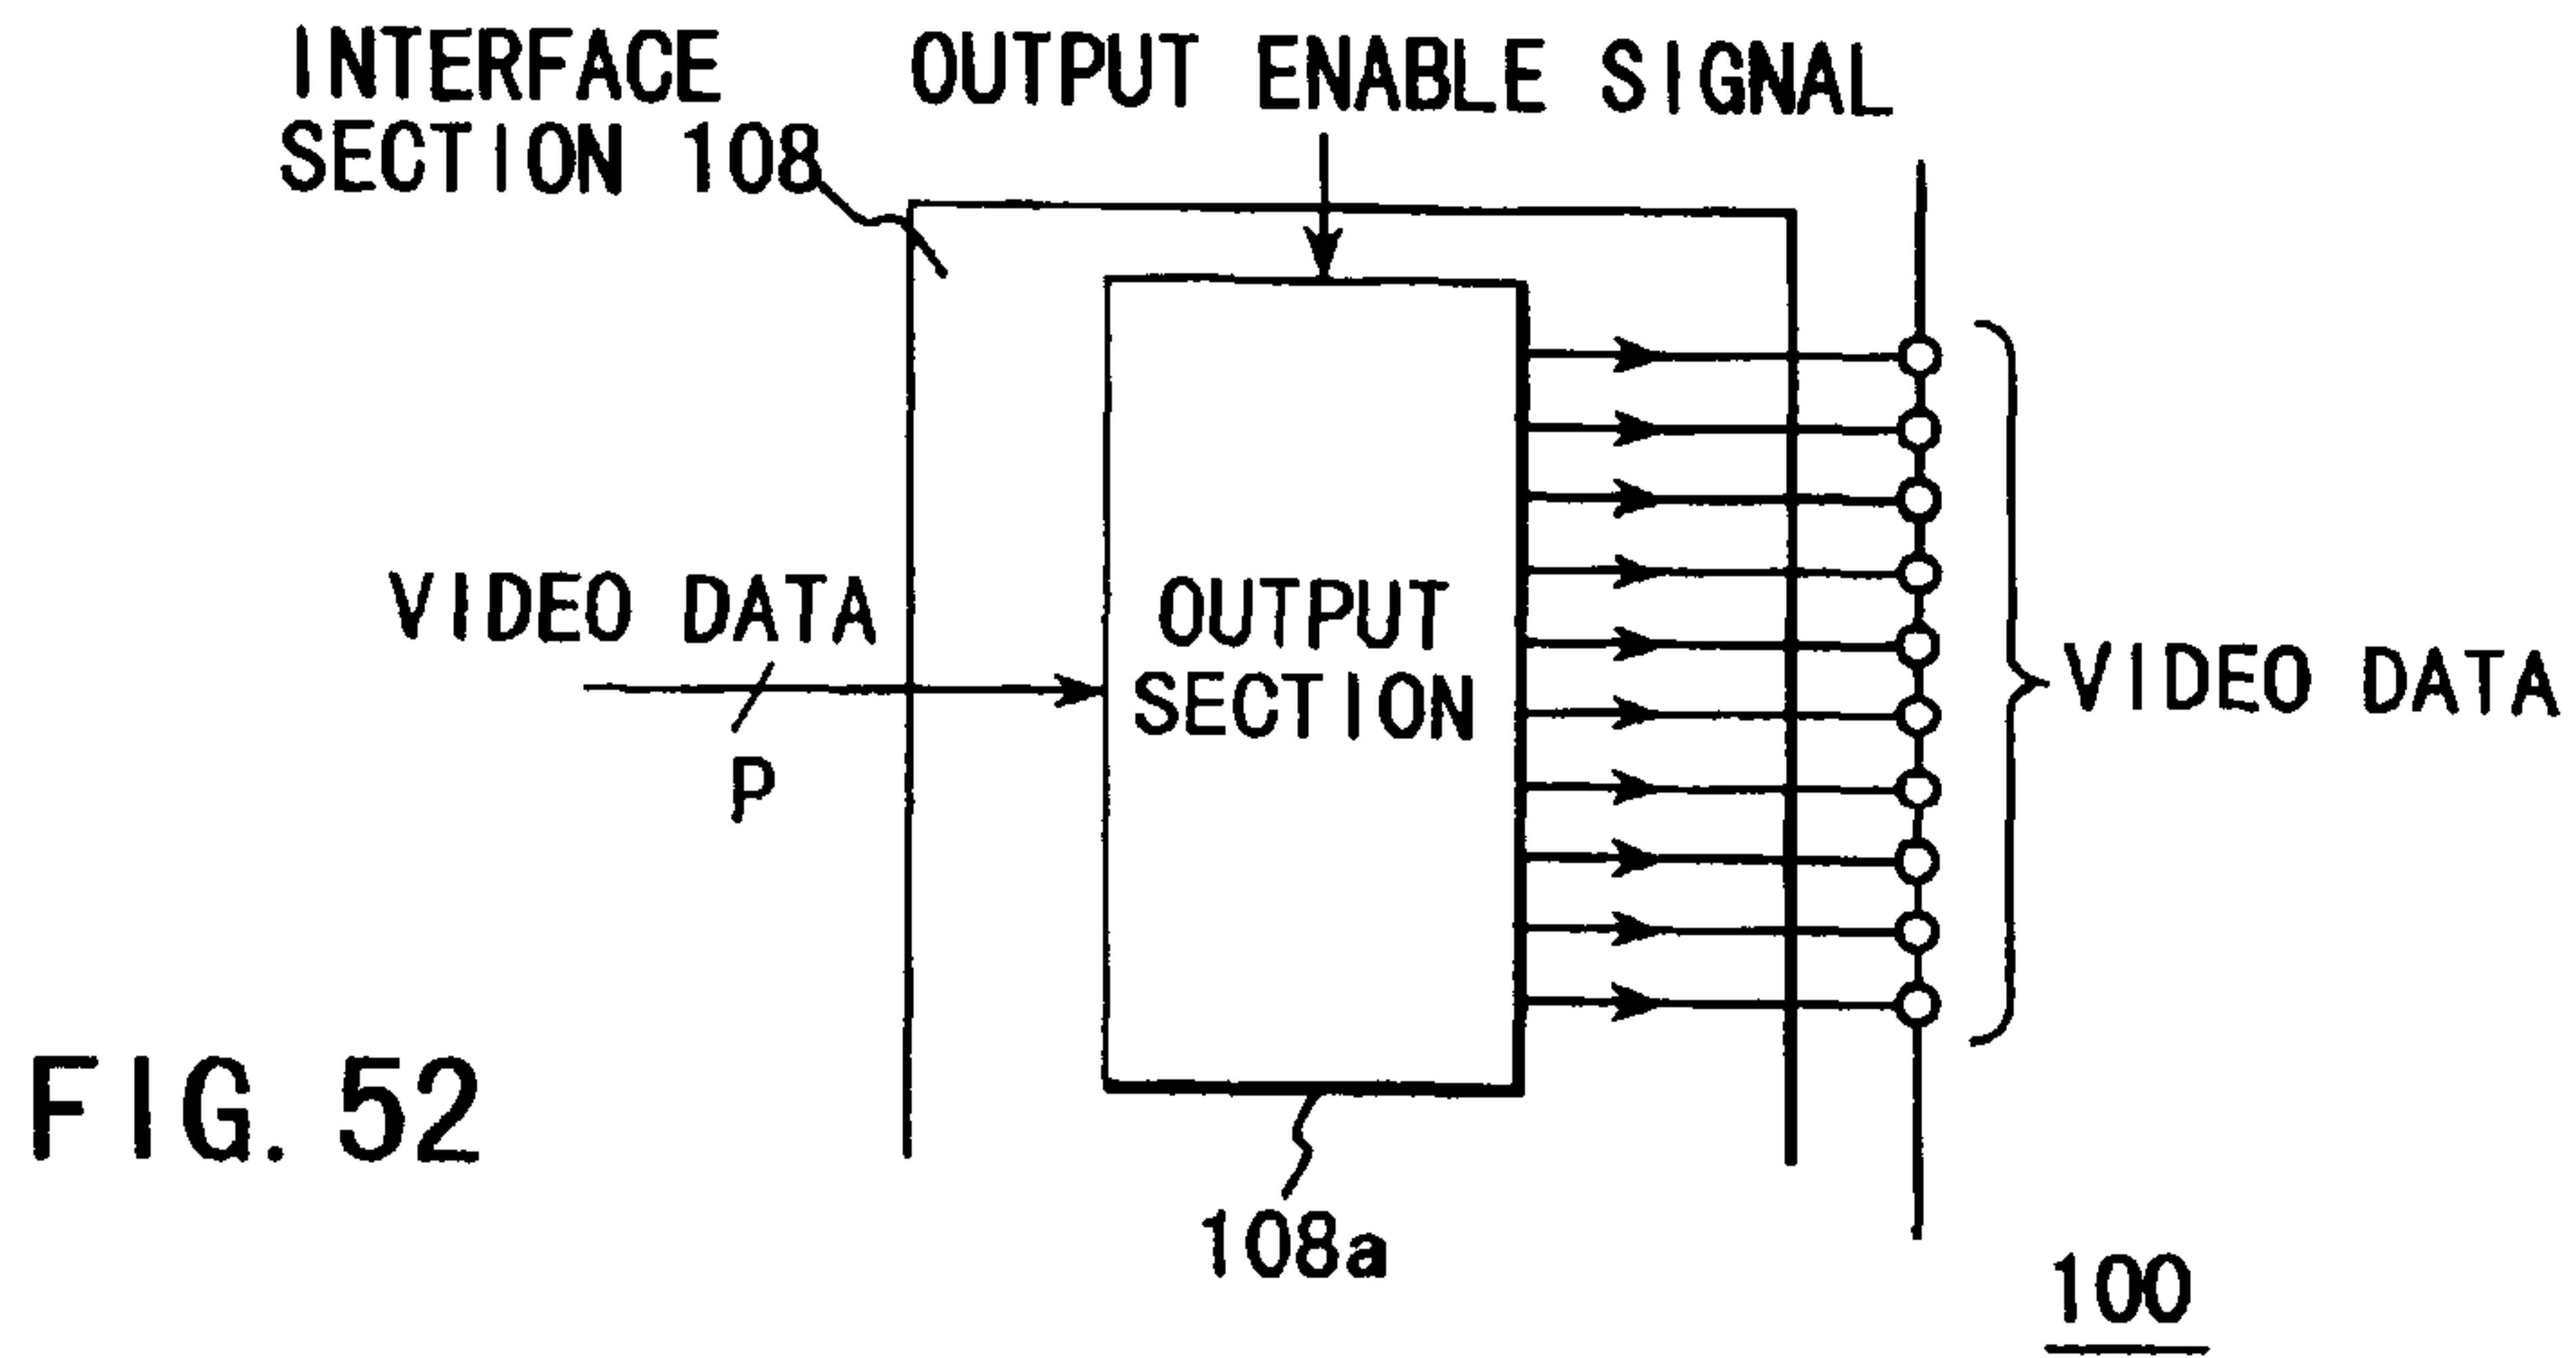 INTERFACE
SECTION 108
OUTPUT ENABLE SIGNAL
VIDEO DATA
P
OUTPUT
SECTION
VIDEO DATA
108a
FIG. 52
100